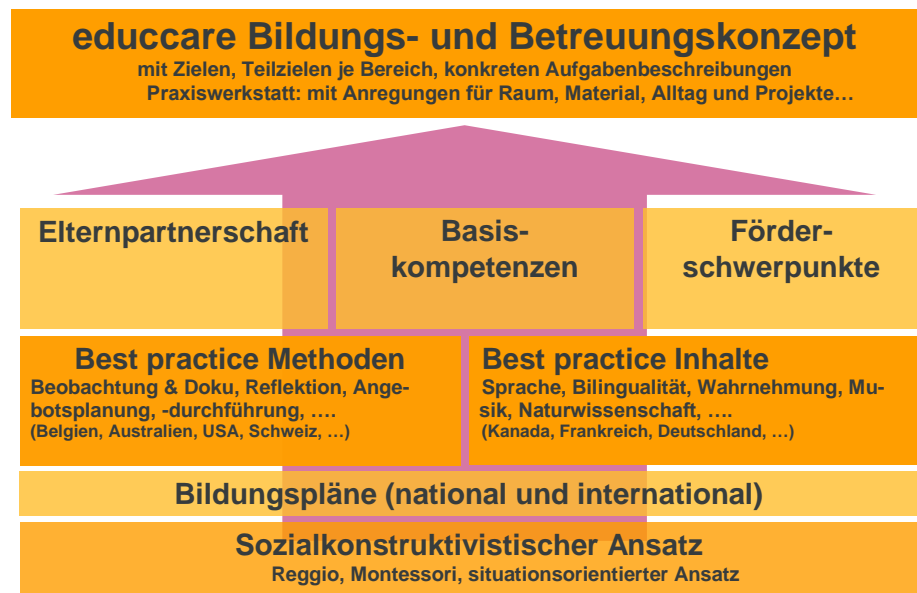 educcare Bildungs- und Betreuungskonzept
mit Zielen, Teilzielen je Bereich, konkreten Aufgabenbeschreibungen
Praxiswerkstatt: mit Anregungen für Raum, Material, Alltag und Projekte…
Elternpartnerschaft
Basis-
kompetenzen
Förder-
schwerpunkte
Best practice Methoden
Beobachtung & Doku, Reflektion, Ange-
botsplanung, -durchführung, ….
(Belgien, Australien, USA, Schweiz, …)
Best practice Inhalte
Sprache, Bilingualität, Wahrnehmung, Mu-
sik, Naturwissenschaft, ….
(Kanada, Frankreich, Deutschland, …)
Bildungspläne (national und international)
Sozialkonstruktivistischer Ansatz
Reggio, Montessori, situationsorientierter Ansatz